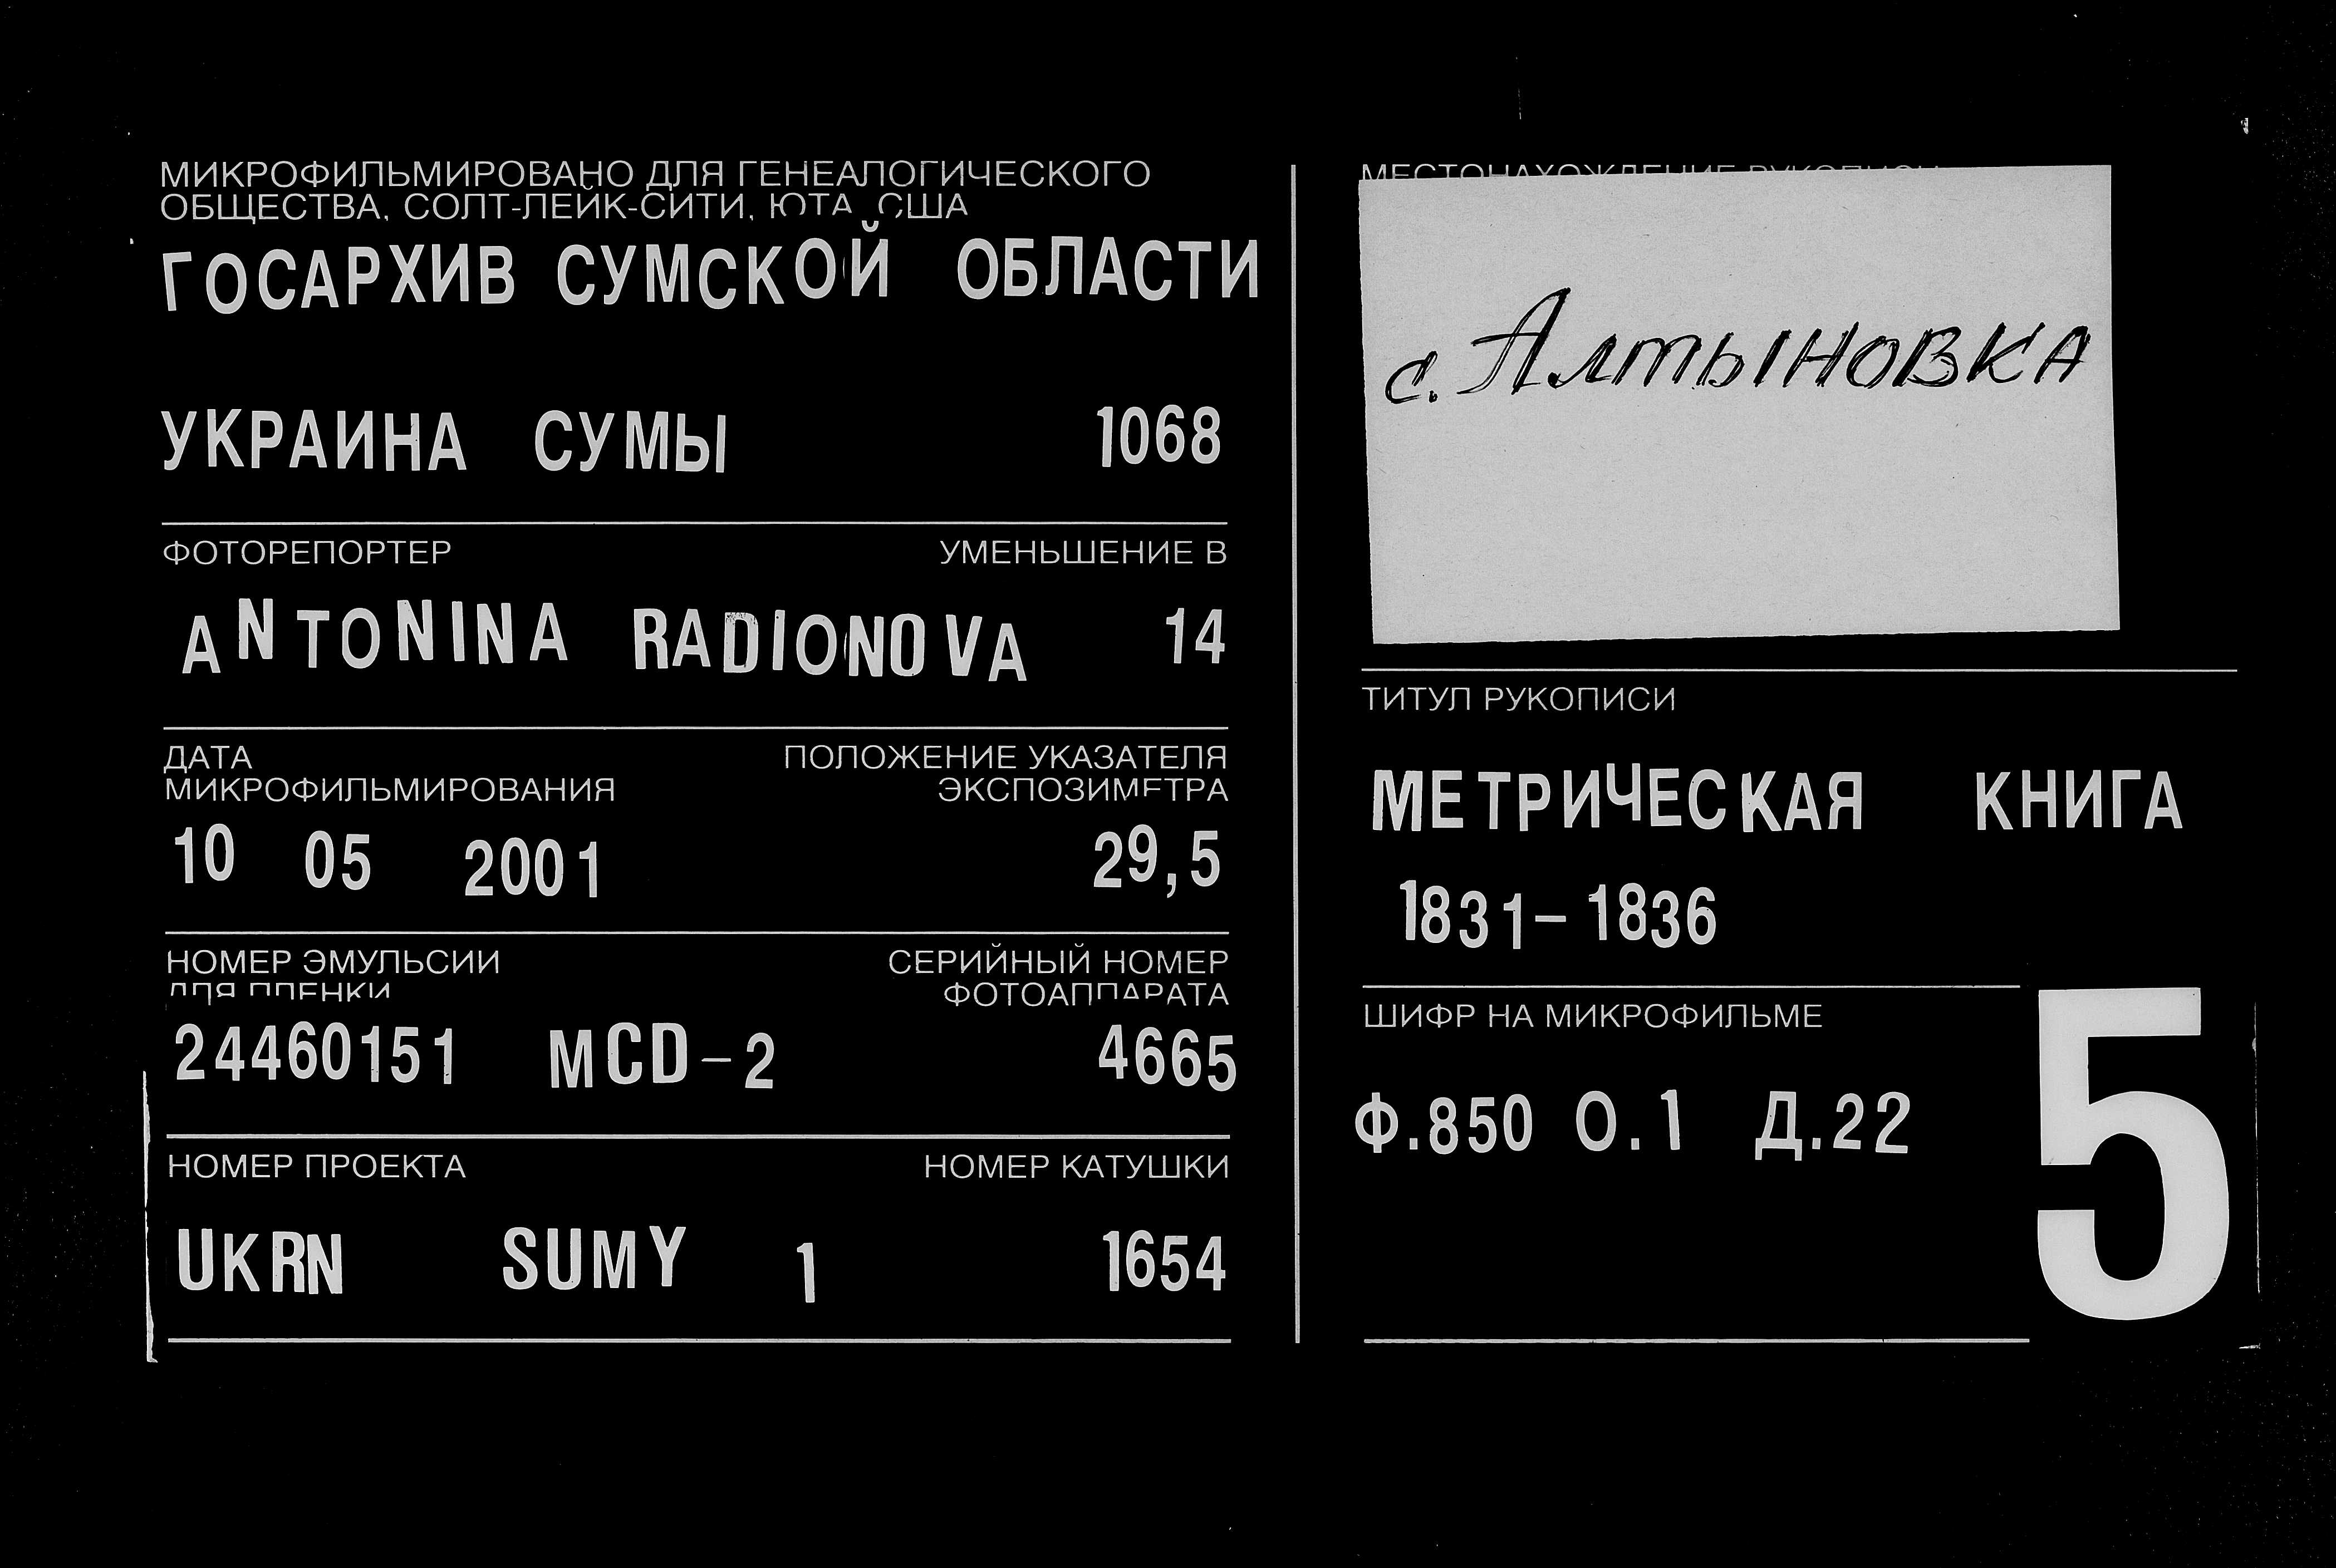 МИКРОФИЛЬМИРОВАНО ДЛЯ ГЕНЕАЛОГИЧЕСКОГО
ОБЩЕСТВА, СОЛТ-ЛЕЙК-СИТИ, ЮТА, США
ГОСАРХИВ СУМСКОЙ ОБЛАСТИ
УКРАИНА СУМЫ 1068
ФОТОРЕПОРТЕР УМЕНЬШЕНИЕ В
ANTONINA RADIONOVA 14
ДАТА ПОЛОЖЕНИЕ УКАЗАТЕЛЯ
МИКРОФИЛЬМИРОВАНИЯ ЭКСПОЗИМЕТРА
10 05 2001 29,5
НОМЕР ЭМУЛЬСИИ СЕРИЙНЫЙ НОМЕР
ДЛЯ ПЛЕНКИ ФОТОАППАРАТА
24460151 MCD-2 4665
НОМЕР ПРОЕКТА НОМЕР КАТУШКИ
UKRN SUMY 1 1654
МЕСТОНАХОЖДЕНИЕ РУКОПИСИ
с. Алтыновка
ТИТУЛ РУКОПИСИ
МЕТРИЧЕСКАЯ КНИГА
1831-1836
ШИФР НА МИКРОФИЛЬМЕ
Ф.850 О.1 Д.22
5